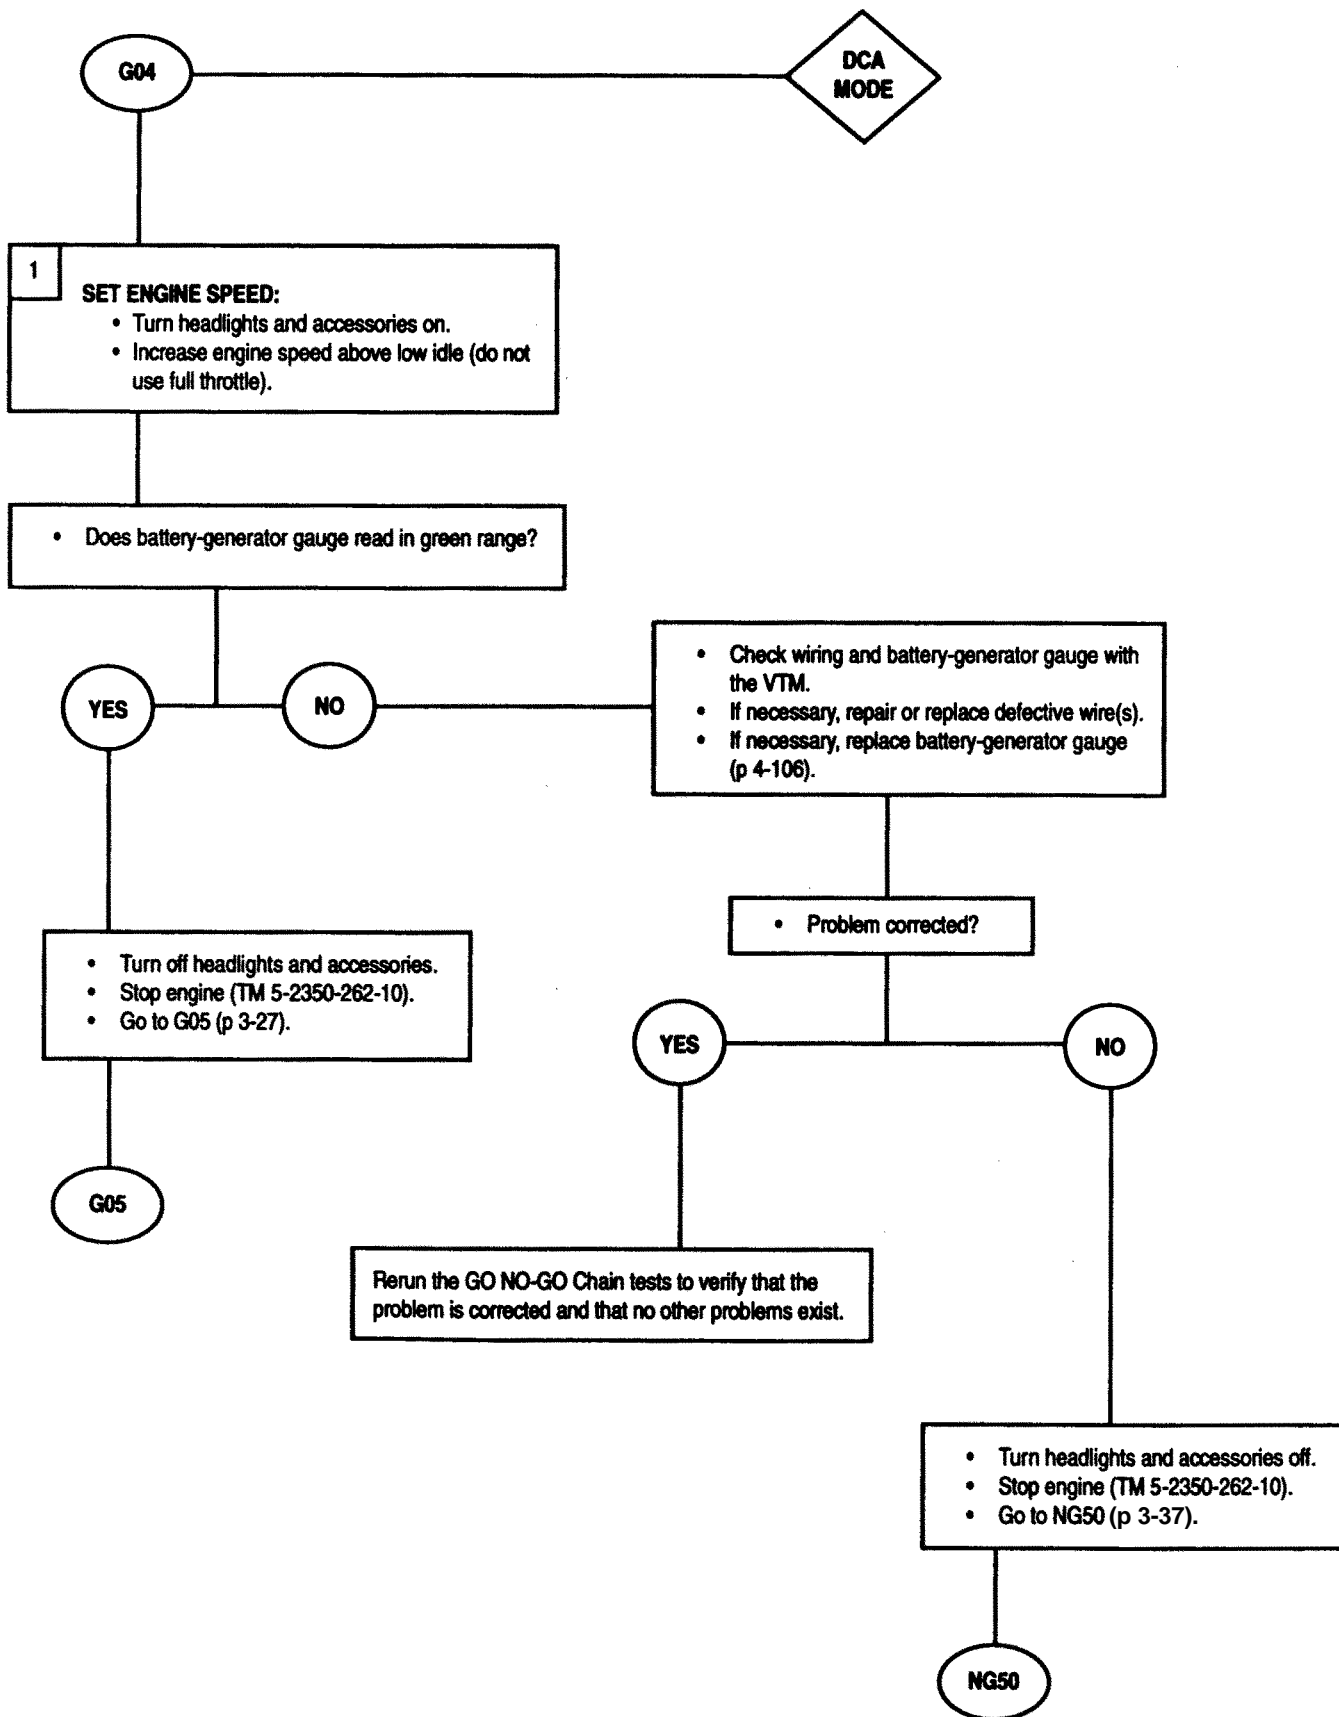 G04
DCA
MODE
1
SET ENGINE SPEED:
• Turn headlights and accessories on.
• Increase engine speed above low idle (do not
use full throttle).
• Does battery-generator gauge read in green range?
YES
NO
• Check wiring and battery-generator gauge with
the VTM.
• If necessary, repair or replace defective wire(s).
• If necessary, replace battery-generator gauge
(p 4-106).
• Problem corrected?
• Turn off headlights and accessories.
• Stop engine (TM 5-2350-262-10).
• Go to G05 (p 3-27).
YES
NO
G05
Rerun the GO NO-GO Chain tests to verify that the
problem is corrected and that no other problems exist.
• Turn headlights and accessories off.
• Stop engine (TM 5-2350-262-10).
• Go to NG50 (p 3-37).
NG50